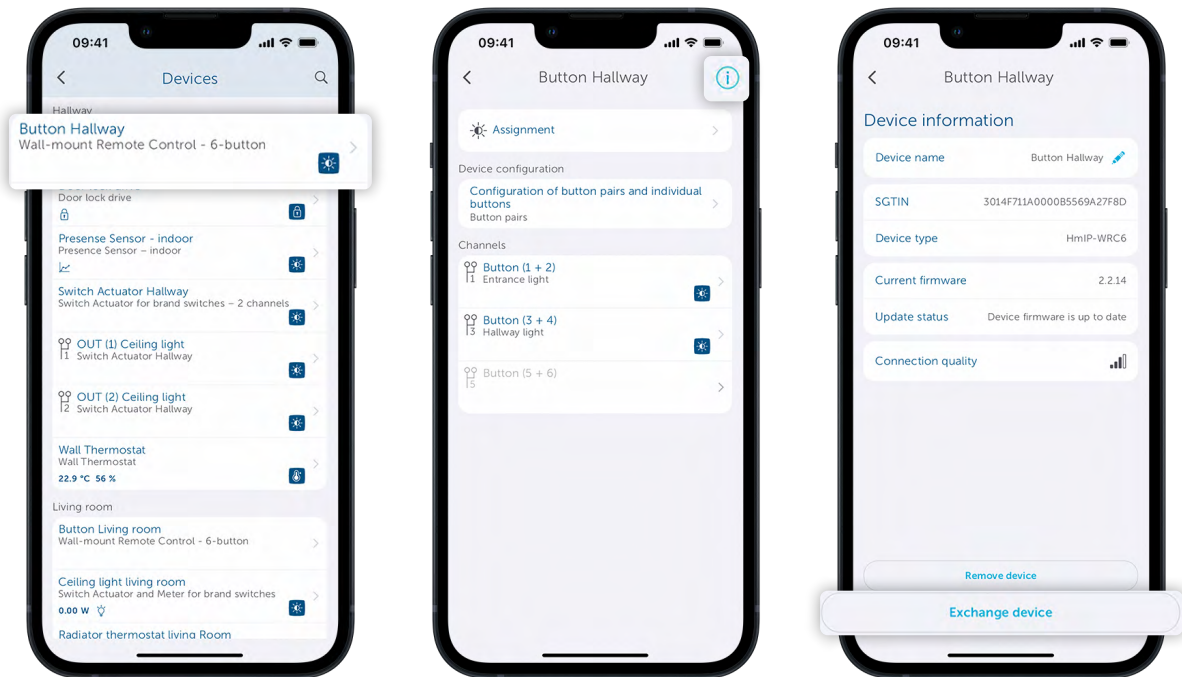 09:41
Devices
Hallway
Button Hallway
Wall-mount Remote Control - 6-button
Door lock drive
Presense Sensor - indoor
Presence Sensor – indoor
Switch Actuator Hallway
Switch Actuator for brand switches – 2 channels
OUT (1) Ceiling light
1 Switch Actuator Hallway
OUT (2) Ceiling light
2 Switch Actuator Hallway
Wall Thermostat
Wall Thermostat
22.9 °C 56 %
Living room
Button Living room
Wall-mount Remote Control - 6-button
Ceiling light living room
Switch Actuator and Meter for brand switches
0.00 W
Radiator thermostat living Room
09:41
Button Hallway
i
Assignment
Device configuration
Configuration of button pairs and individual
buttons
Button pairs
Channels
Button (1 + 2)
1 Entrance light
Button (3 + 4)
3 Hallway light
Button (5 + 6)
5
09:41
Button Hallway
Device information
Device name Button Hallway
SGTIN 3014F711A0000B5569A27F8D
Device type HmIP-WRC6
Current firmware 2.2.14
Update status Device firmware is up to date
Connection quality
Remove device
Exchange device